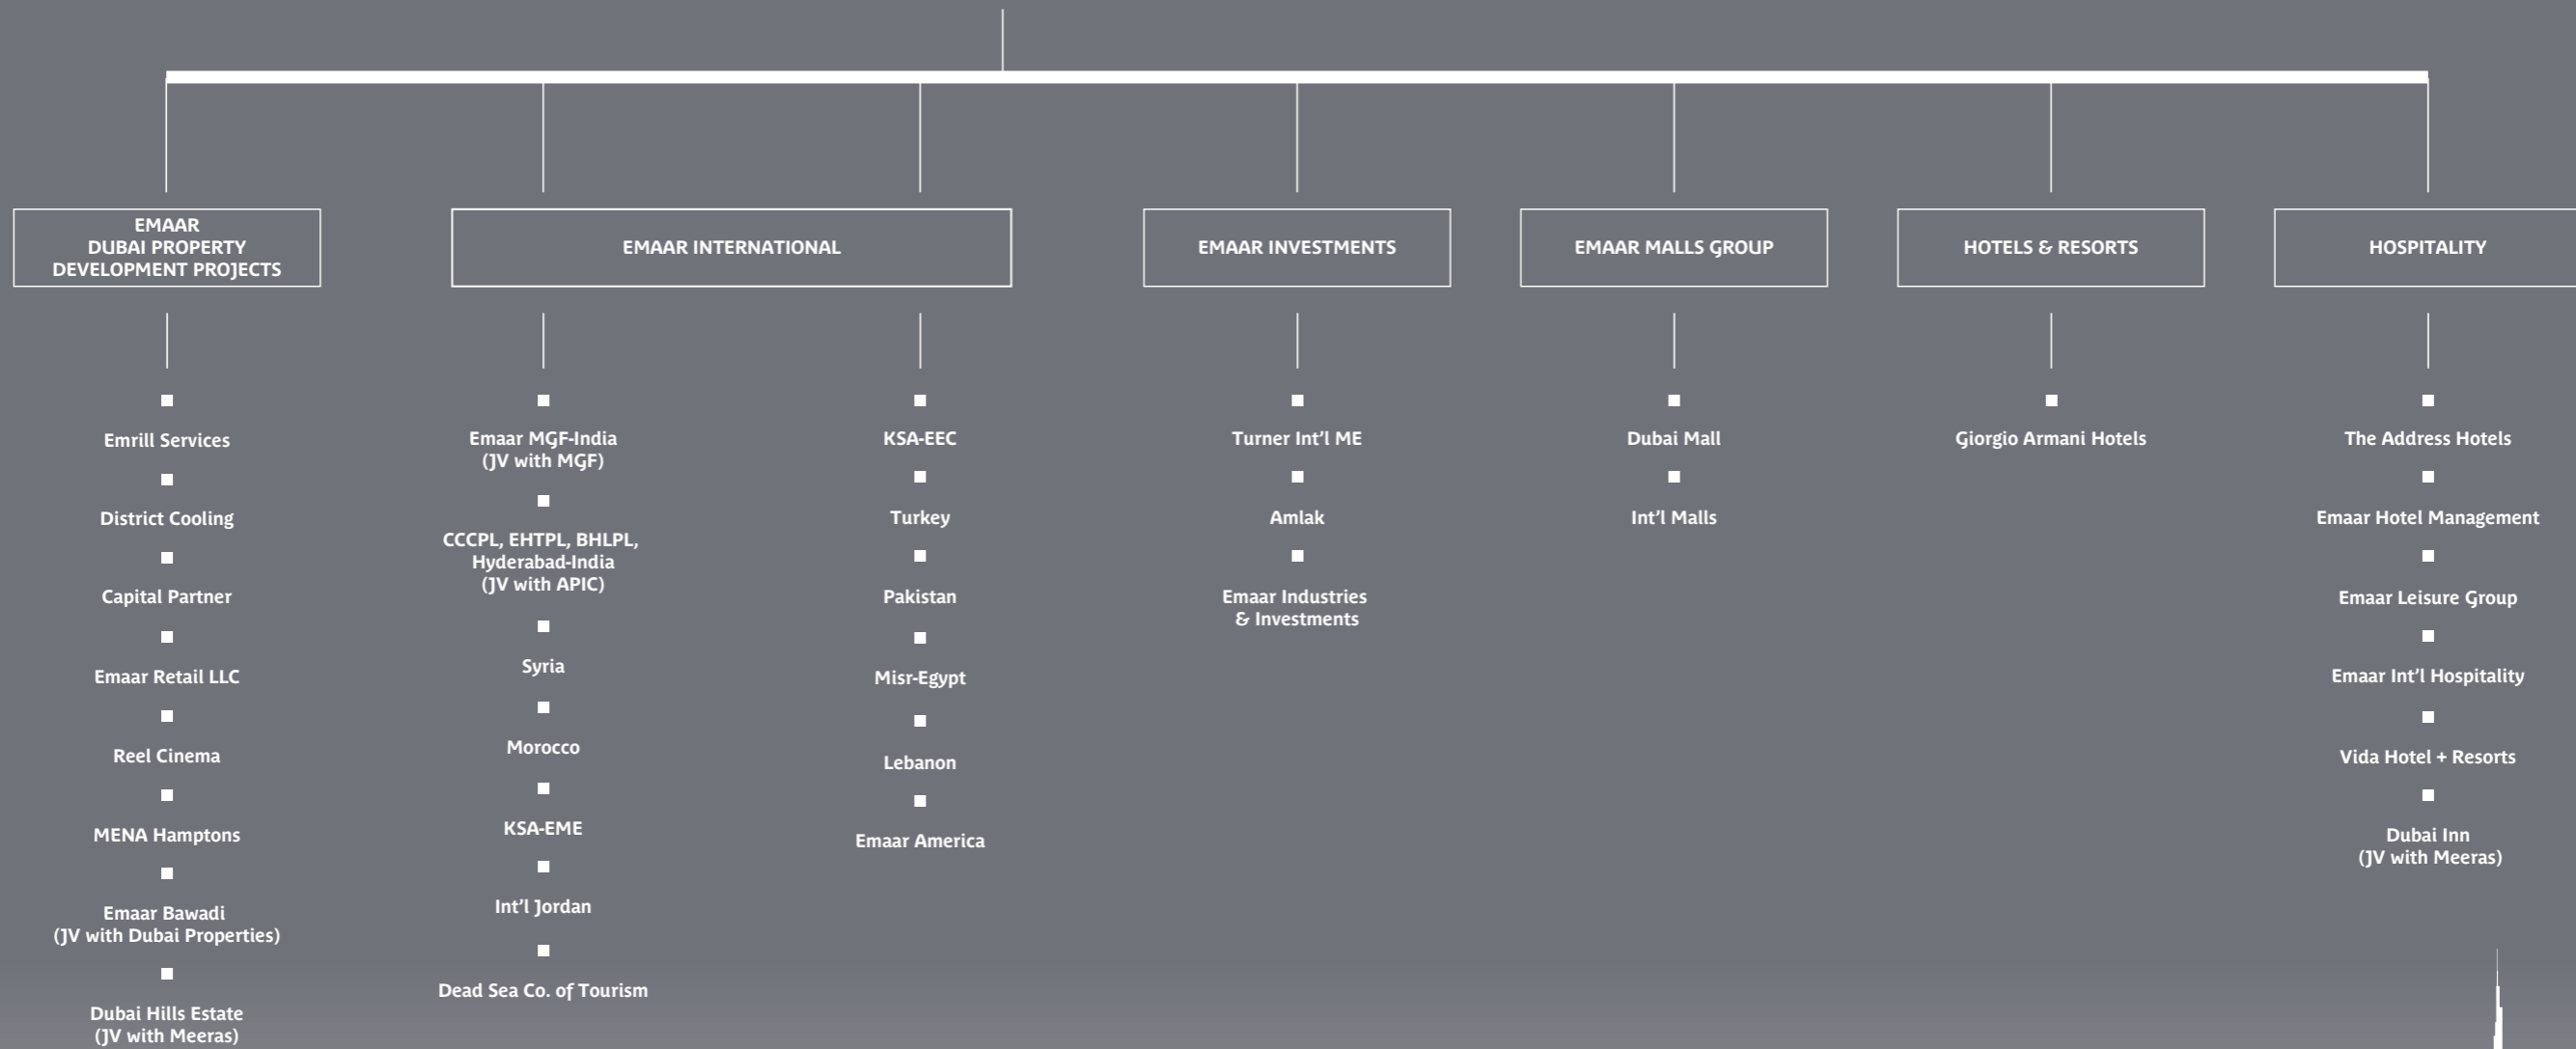 EMAAR
DUBAI PROPERTY
DEVELOPMENT PROJECTS
Emrill Services
District Cooling
Capital Partner
Emaar Retail LLC
Reel Cinema
MENA Hamptons
Emaar Bawadi
(JV with Dubai Properties)
Dubai Hills Estate
(JV with Meeras)
EMAAR INTERNATIONAL
Emaar MGF-India
(JV with MGF)
CCCPL, EHTPL, BHLPL,
Hyderabad-India
(JV with APIC)
Syria
Morocco
KSA-EME
Int’l Jordan
Dead Sea Co. of Tourism
KSA-EEC
Turkey
Pakistan
Misr-Egypt
Lebanon
Emaar America
EMAAR INVESTMENTS
Turner Int’l ME
Amlak
Emaar Industries
& Investments
EMAAR MALLS GROUP
Dubai Mall
Int’l Malls
HOTELS & RESORTS
Giorgio Armani Hotels
HOSPITALITY
The Address Hotels
Emaar Hotel Management
Emaar Leisure Group
Emaar Int’l Hospitality
Vida Hotel + Resorts
Dubai Inn
(JV with Meeras)